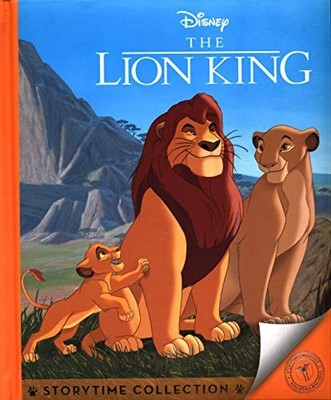 Disney
THE
LION KING
STORYTIME COLLECTION